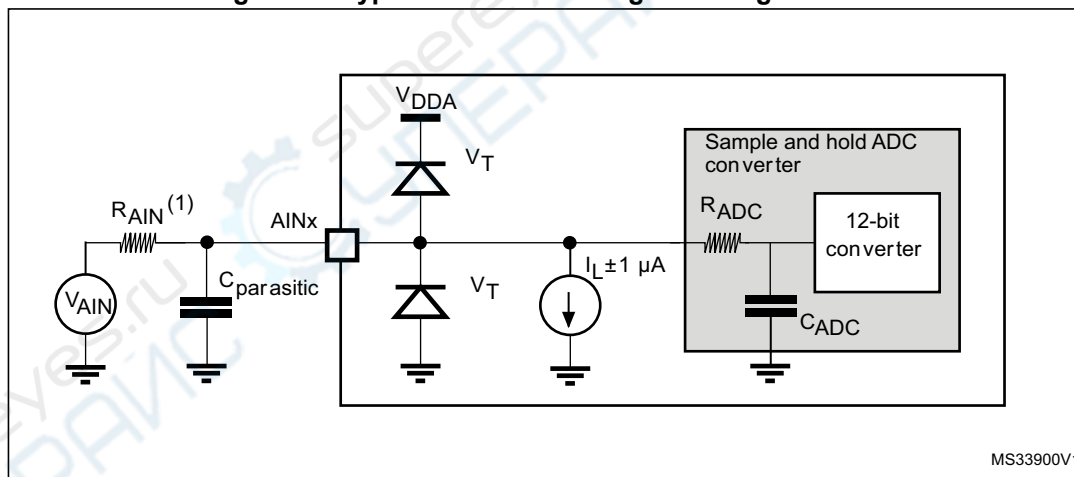 V_DDA
V_T
Sample and hold ADC
converter
R_AIN (1)
AINx
R_ADC
12-bit
converter
I_L±1 µA
V_AIN
C_parasitic
V_T
C_ADC
MS33900V1